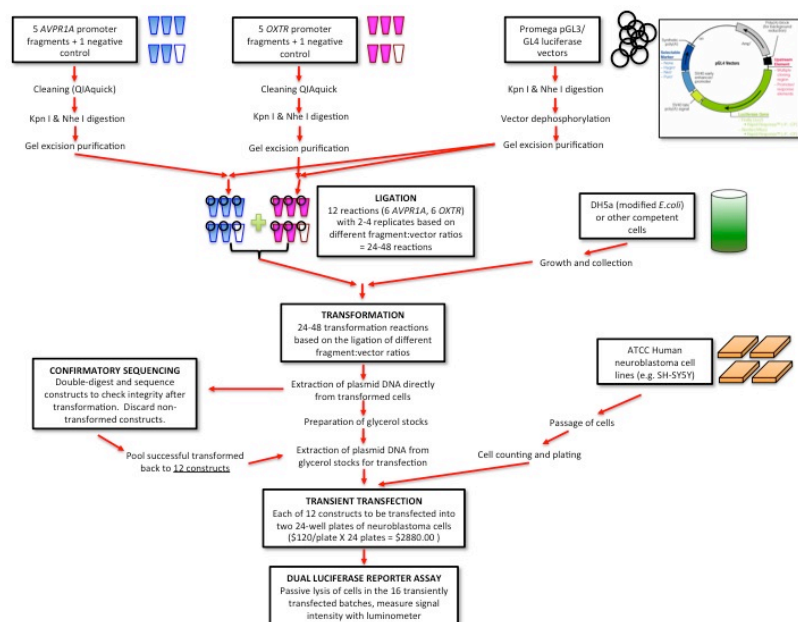 5 AVPR1A promoter
fragments + 1 negative
control
5 OXTR promoter
fragments + 1 negative
control
Promega pGL3/
GL4 luciferase
vectors
pGL4 Vectors
Cleaning (QIAquick)
Cleaning QIAquick
Kpn I & Nhe I digestion
Kpn I & Nhe I digestion
Kpn I & Nhe I digestion
Vector dephosphorylation
Gel excision purification
Gel excision purification
Gel excision purification
LIGATION
12 reactions (6 AVPR1A, 6 OXTR)
with 2-4 replicates based on
different fragment:vector ratios
= 24-48 reactions
DH5a (modified E.coli)
or other competent
cells
Growth and collection
TRANSFORMATION
24-48 transformation reactions
based on the ligation of different
fragment:vector ratios
CONFIRMATORY SEQUENCING
Double-digest and sequence
constructs to check integrity after
transformation. Discard non-
transformed constructs.
ATCC Human
neuroblastoma cell
lines (e.g. SH-SY5Y)
Extraction of plasmid DNA directly
from transformed cells
Preparation of glycerol stocks
Passage of cells
Pool successful transformed
back to 12 constructs
Extraction of plasmid DNA from
glycerol stocks for transfection
Cell counting and plating
TRANSIENT TRANSFECTION
Each of 12 constructs to be transfected into
two 24-well plates of neuroblastoma cells
($120/plate X 24 plates = $2880.00 )
DUAL LUCIFERASE REPORTER ASSAY
Passive lysis of cells in the 16 transiently
transfected batches, measure signal
intensity with luminometer